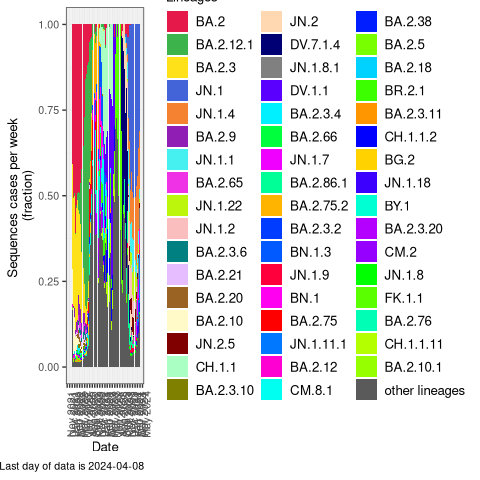 Lineages
BA.2
BA.2.12.1
BA.2.3
JN.1
JN.1.4
BA.2.9
JN.1.1
BA.2.65
JN.1.22
JN.1.2
BA.2.3.6
BA.2.21
BA.2.20
BA.2.10
JN.2.5
CH.1.1
BA.2.3.10
JN.2
DV.7.1.4
JN.1.8.1
DV.1.1
BA.2.3.4
BA.2.66
JN.1.7
BA.2.86.1
BA.2.75.2
BA.2.3.2
BN.1.3
JN.1.9
BN.1
BA.2.75
JN.1.11.1
BA.2.12
CM.8.1
BA.2.38
BA.2.5
BA.2.18
BR.2.1
BA.2.3.11
CH.1.1.2
BG.2
JN.1.18
BY.1
BA.2.3.20
CM.2
JN.1.8
FK.1.1
BA.2.76
CH.1.1.11
BA.2.10.1
other lineages
Sequences cases per week
(fraction)
1.00
0.75
0.50
0.25
0.00
Date
Last day of data is 2024-04-08